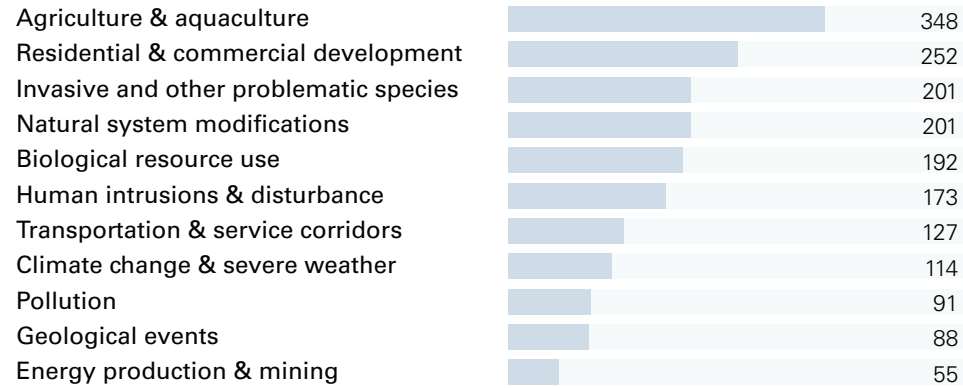 Agriculture & aquaculture 348
Residential & commercial development 252
Invasive and other problematic species 201
Natural system modifications 201
Biological resource use 192
Human intrusions & disturbance 173
Transportation & service corridors 127
Climate change & severe weather 114
Pollution 91
Geological events 88
Energy production & mining 55